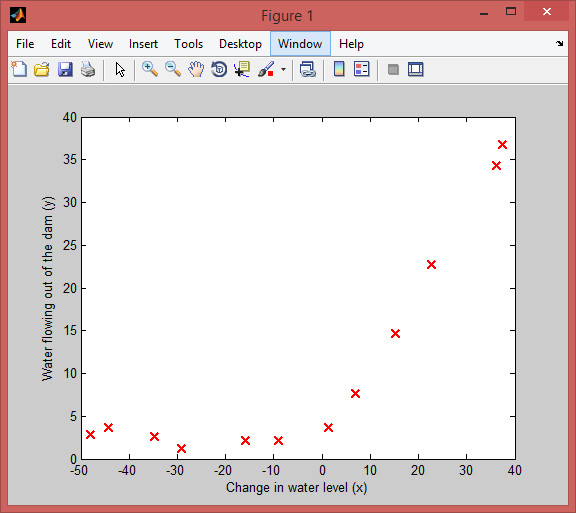 Figure 1
File Edit View Insert Tools Desktop Window Help
40
35
30
25
20
15
10
5
0
-50 -40 -30 -20 -10 0 10 20 30 40
Water flowing out of the dam (y)
Change in water level (x)